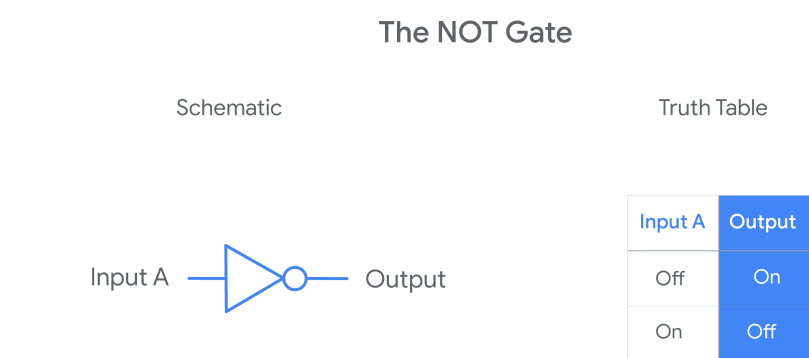 The NOT Gate
Schematic
Truth Table
Input A Output
Input A Output
Off On
On Off